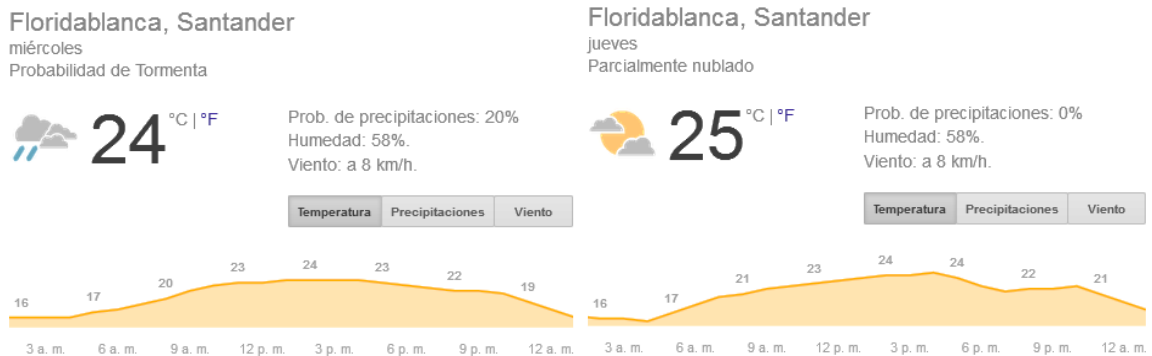 Floridablanca, Santander
miércoles
Probabilidad de Tormenta
24 °C | °F
Prob. de precipitaciones: 20%
Humedad: 58%.
Viento: a 8 km/h.
Temperatura Precipitaciones Viento
16 17 20 23 24 23 22 19
3 a. m. 6 a. m. 9 a. m. 12 p. m. 3 p. m. 6 p. m. 9 p. m. 12 a. m.
Floridablanca, Santander
jueves
Parcialmente nublado
25 °C | °F
Prob. de precipitaciones: 0%
Humedad: 58%.
Viento: a 8 km/h.
Temperatura Precipitaciones Viento
16 17 21 23 24 24 22 21
3 a. m. 6 a. m. 9 a. m. 12 p. m. 3 p. m. 6 p. m. 9 p. m. 12 a. m.